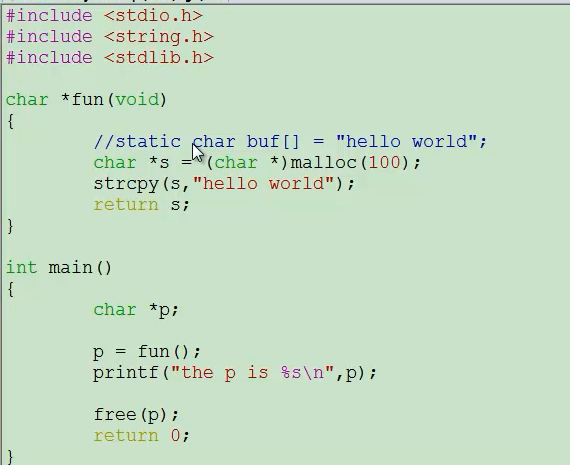 #include <stdio.h>
#include <string.h>
#include <stdlib.h>
char *fun(void)
{
//static char buf[] = "hello world";
char *s = (char *)malloc(100);
strcpy(s,"hello world");
return s;
}
int main()
{
char *p;
p = fun();
printf("the p is %s\n",p);
free(p);
return 0;
}